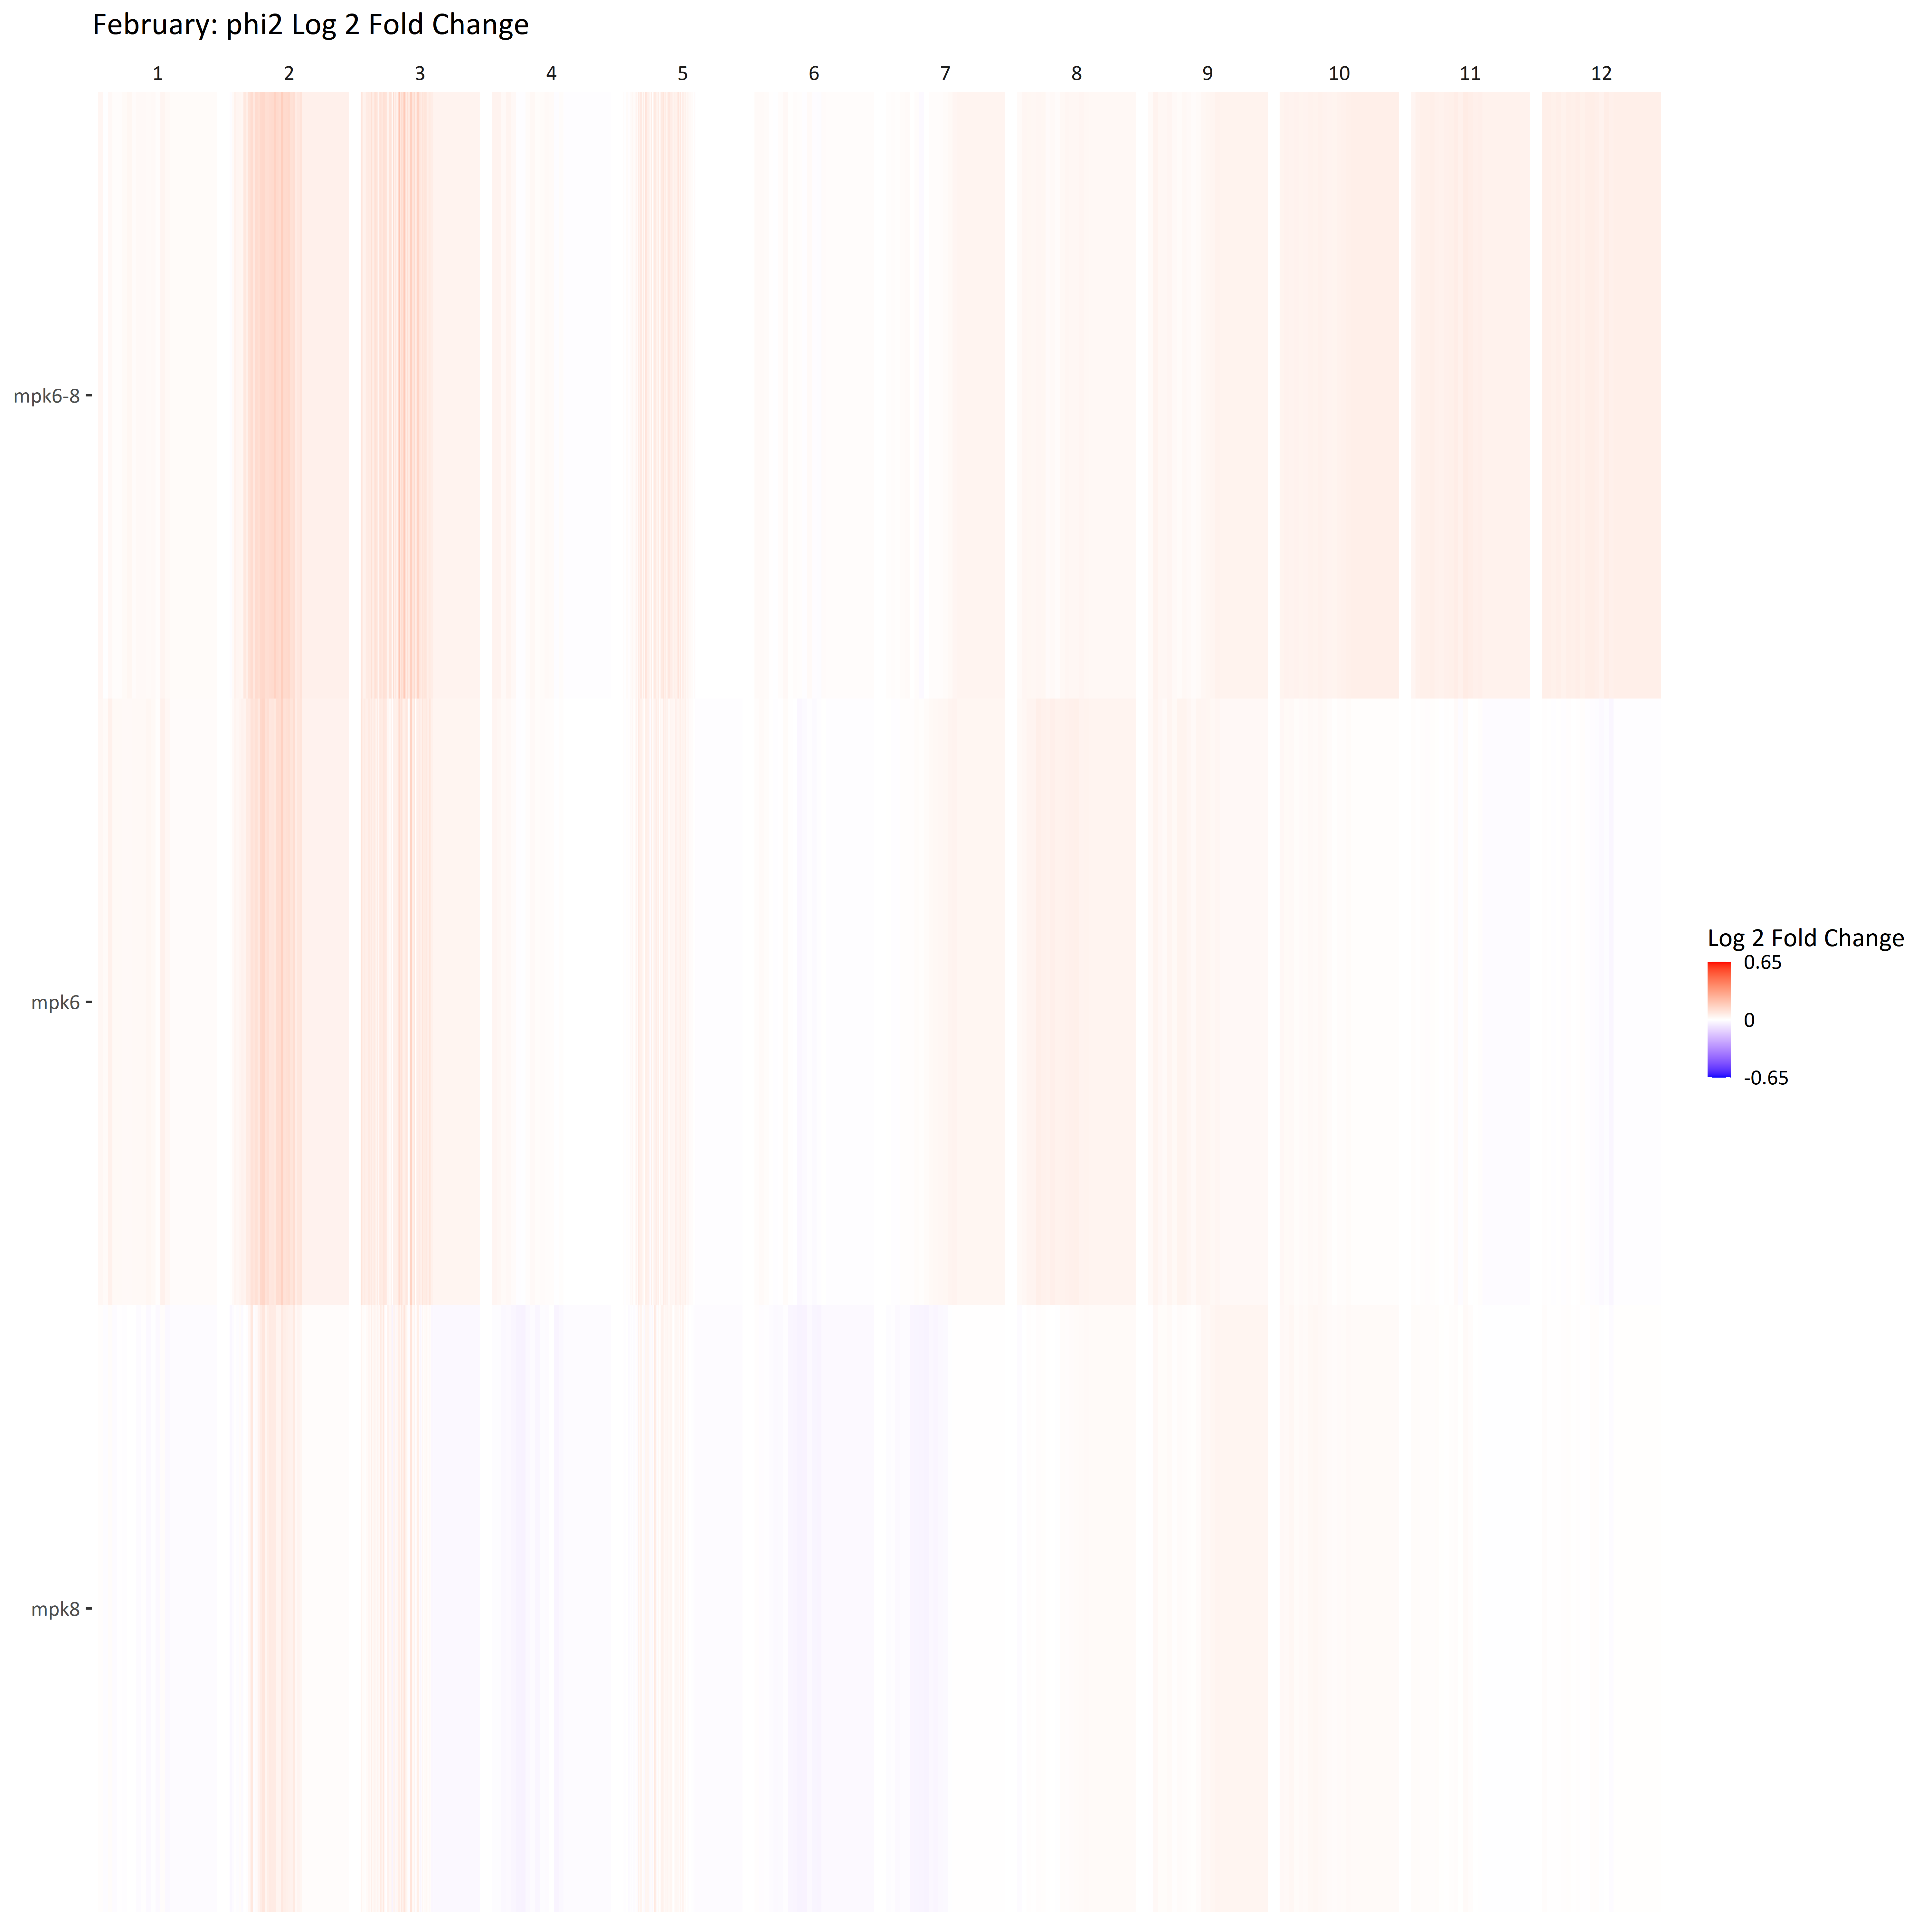 February: phi2 Log 2 Fold Change
1 2 3 4 5 6 7 8 9 10 11 12
mpk6-8
mpk6
mpk8
Log 2 Fold Change
0.65
0
-0.65